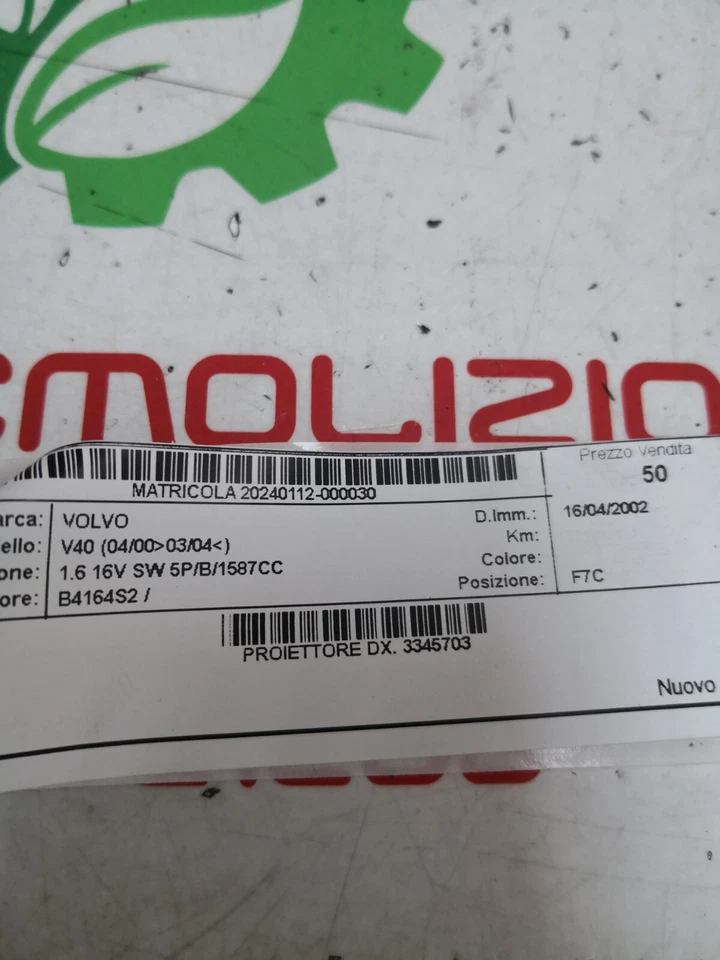 MOLIZIO
Prezzo Vendita
50
MATRICOLA 20240112-000030
arca: VOLVO D.Imm.: 16/04/2002
ello: V40 (04/00>03/04<) Km:
one: 1.6 16V SW 5P/B/1587CC Colore:
ore: B4164S2 / Posizione: F7C
PROIETTORE DX. 3345703
Nuovo